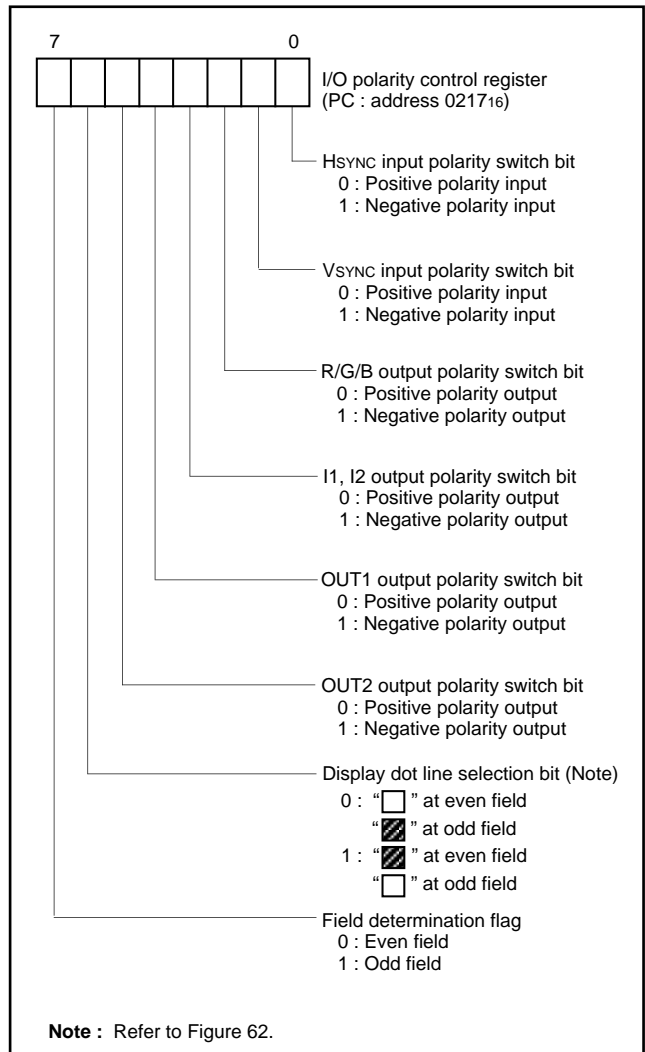 7 0
I/O polarity control register
(PC : address 021716)
HSYNC input polarity switch bit
0 : Positive polarity input
1 : Negative polarity input
VSYNC input polarity switch bit
0 : Positive polarity input
1 : Negative polarity input
R/G/B output polarity switch bit
0 : Positive polarity output
1 : Negative polarity output
I1, I2 output polarity switch bit
0 : Positive polarity output
1 : Negative polarity output
OUT1 output polarity switch bit
0 : Positive polarity output
1 : Negative polarity output
OUT2 output polarity switch bit
0 : Positive polarity output
1 : Negative polarity output
Display dot line selection bit (Note)
0 : “ ” at even field
“ ” at odd field
1 : “ ” at even field
“ ” at odd field
Field determination flag
0 : Even field
1 : Odd field
Note : Refer to Figure 62.